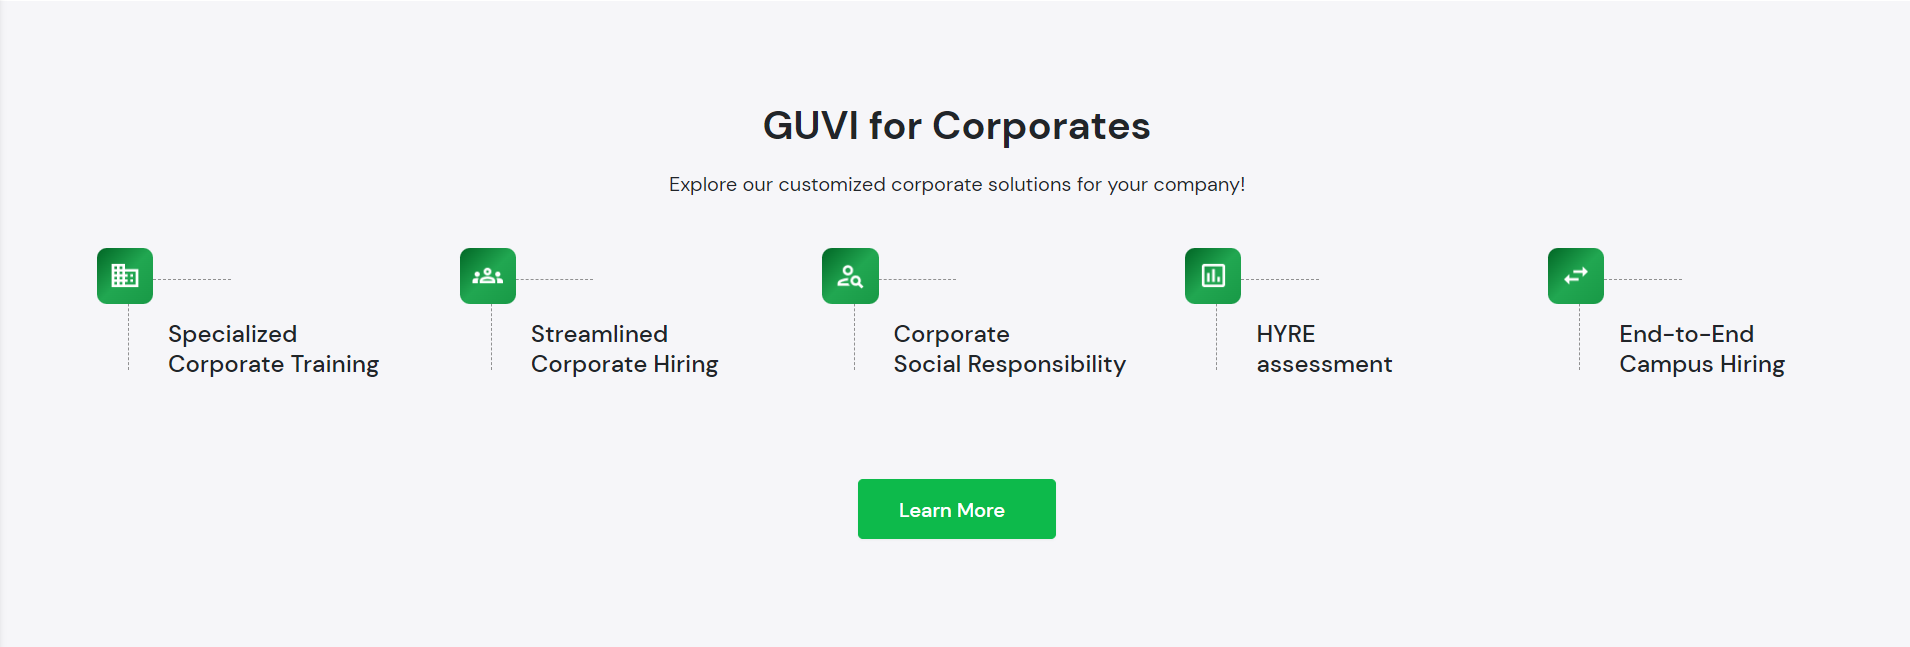 GUVI for Corporates
Explore our customized corporate solutions for your company!
Specialized
Corporate Training
Streamlined
Corporate Hiring
Corporate
Social Responsibility
HYRE
assessment
End-to-End
Campus Hiring
Learn More